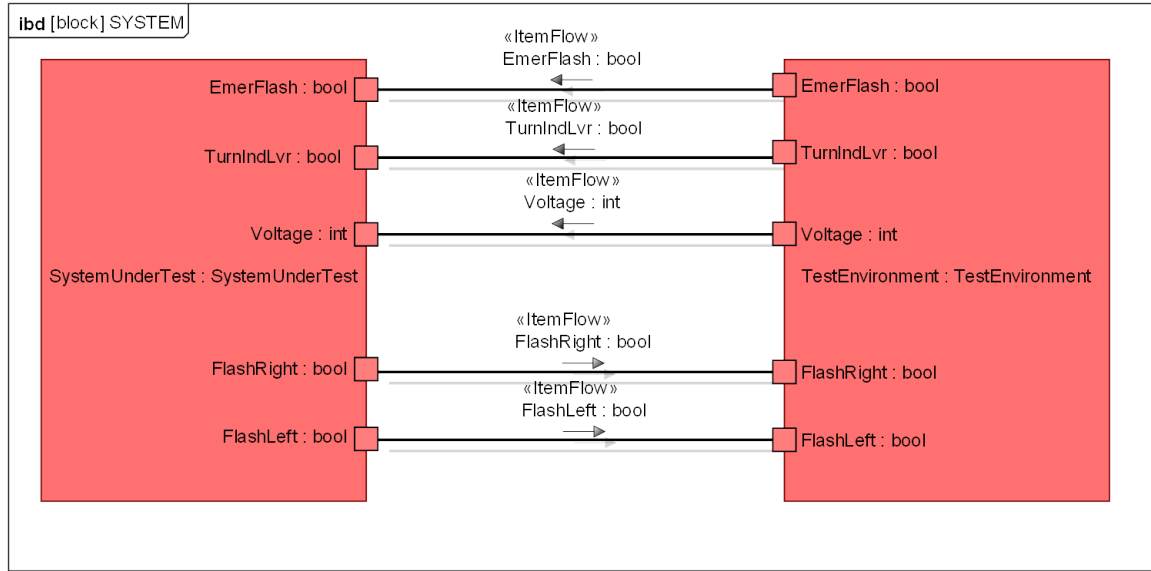 ibd [block] SYSTEM
«ItemFlow»
EmerFlash : bool
EmerFlash : bool
EmerFlash : bool
«ItemFlow»
TurnIndLvr : bool
TurnIndLvr : bool
TurnIndLvr : bool
«ItemFlow»
Voltage : int
Voltage : int
Voltage : int
SystemUnderTest : SystemUnderTest
TestEnvironment : TestEnvironment
«ItemFlow»
FlashRight : bool
FlashRight : bool
FlashRight : bool
«ItemFlow»
FlashLeft : bool
FlashLeft : bool
FlashLeft : bool